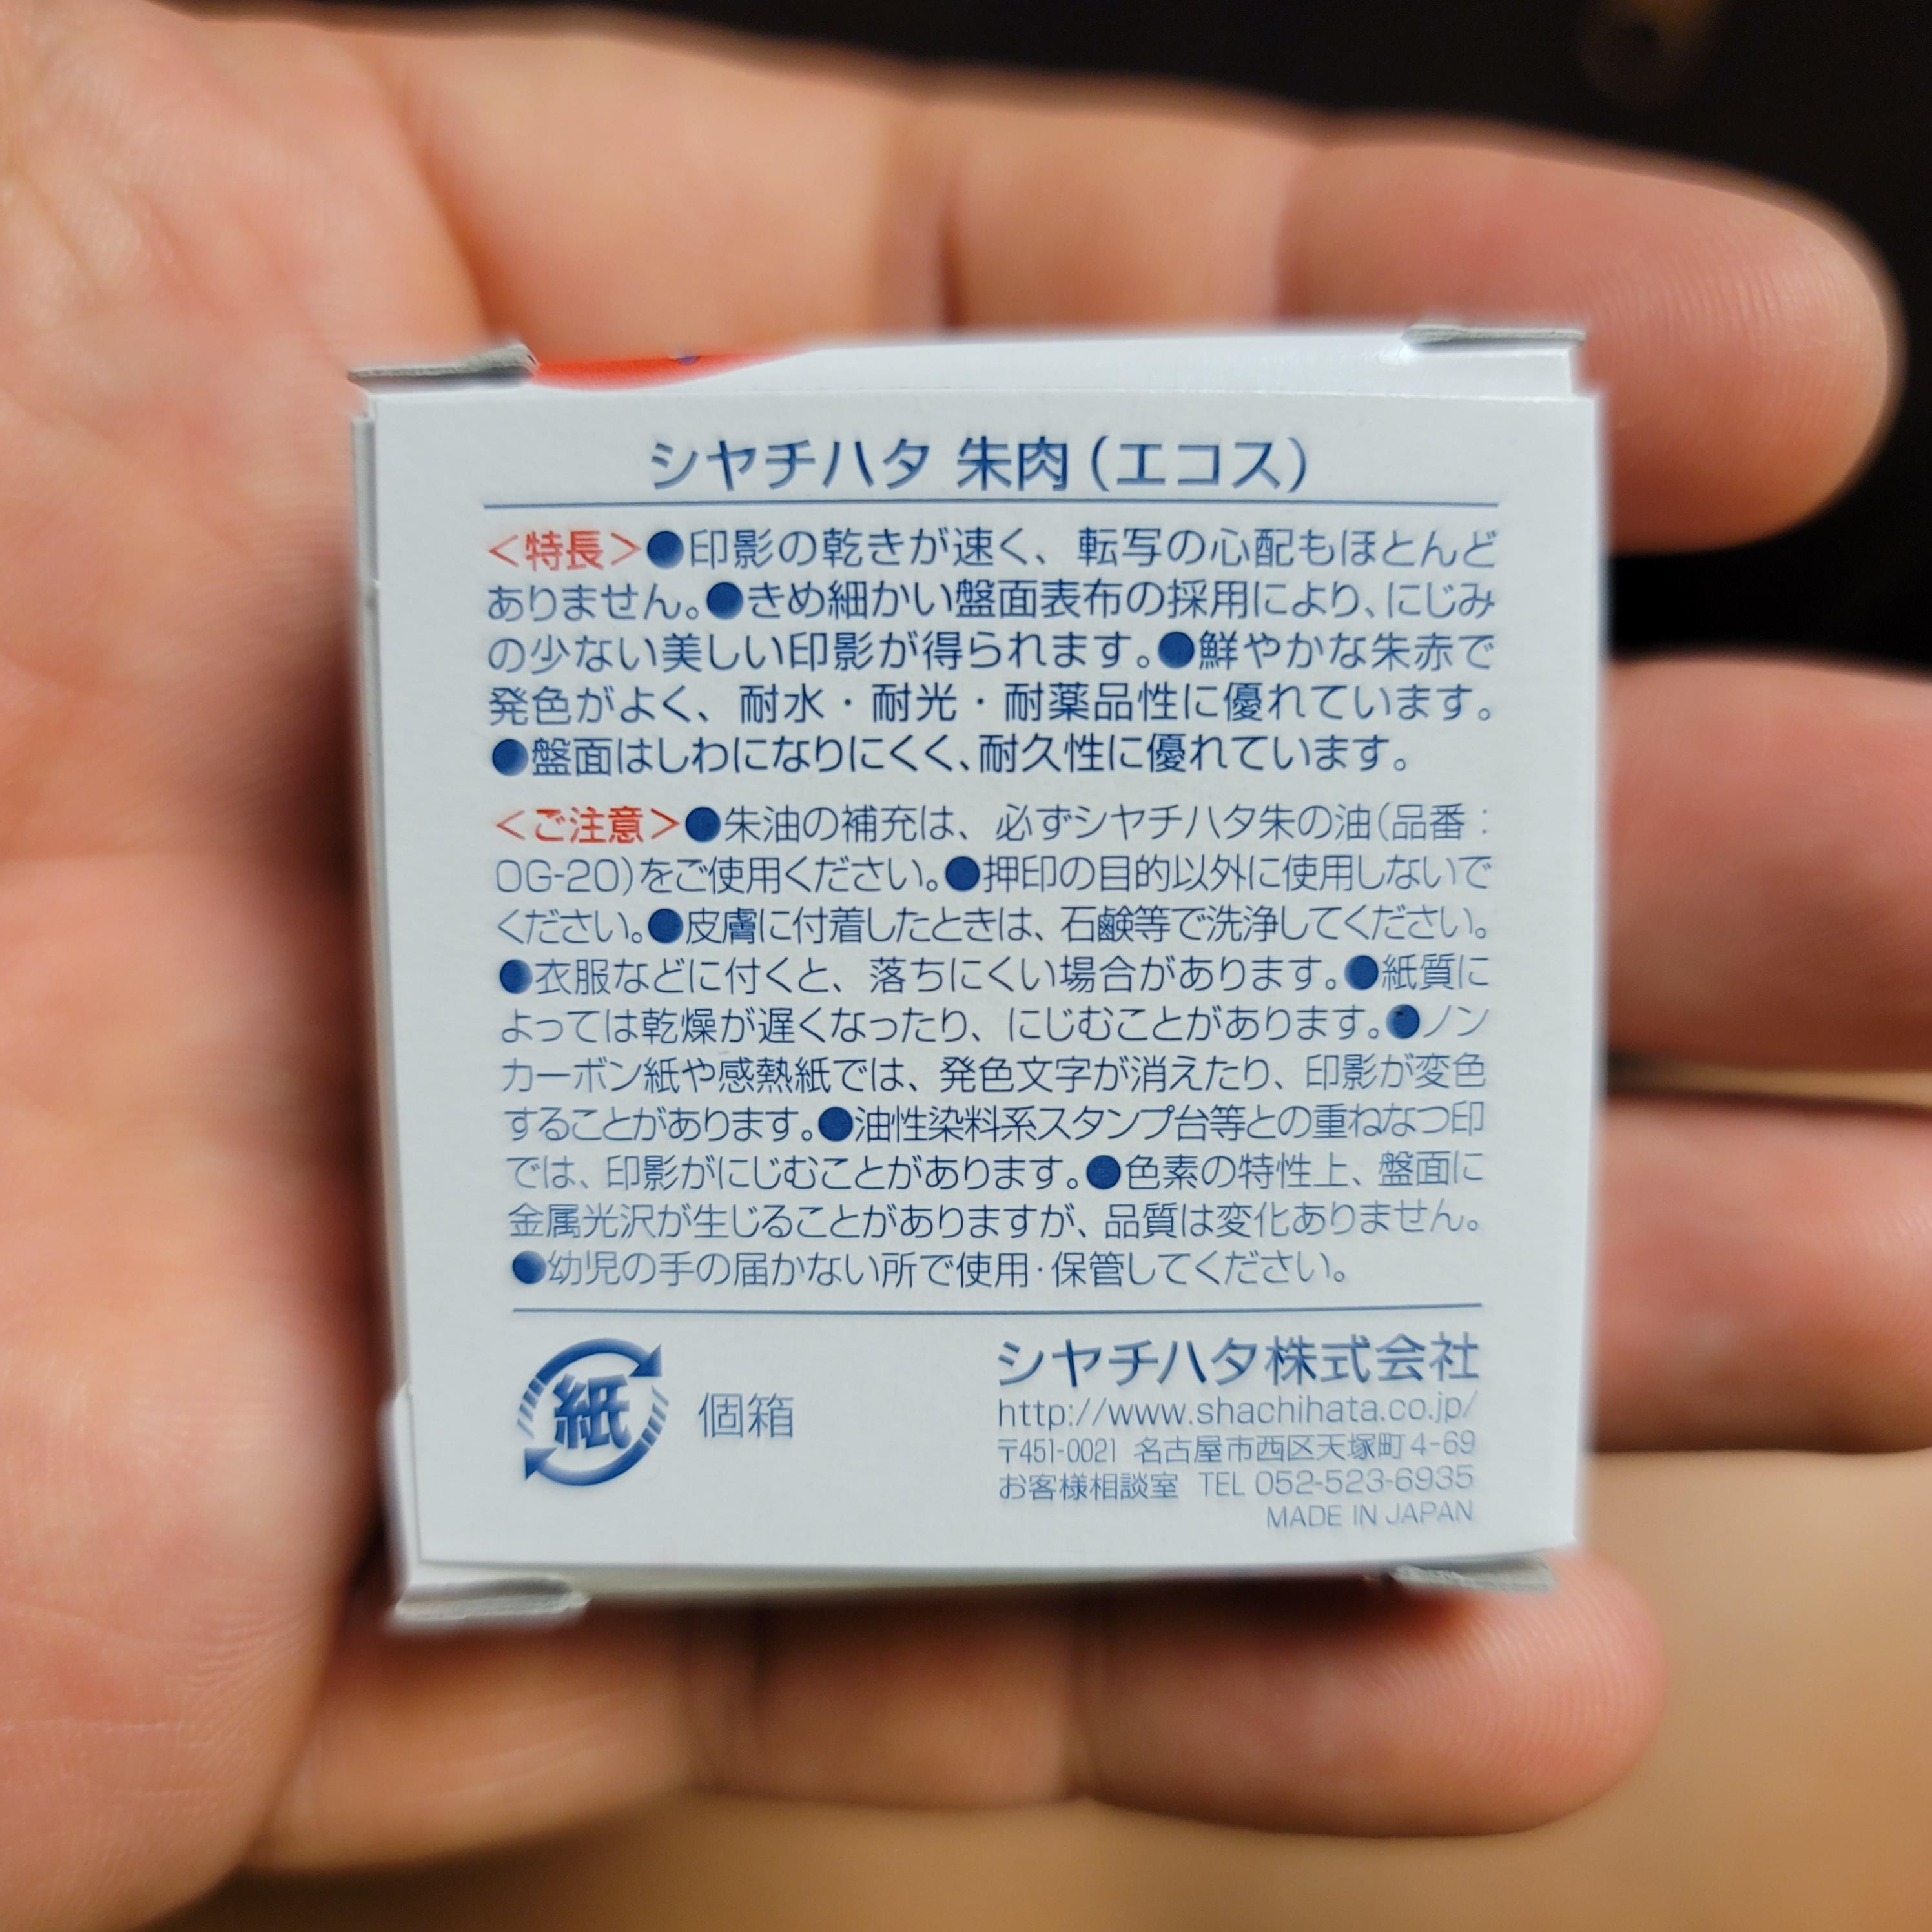 シヤチハタ 朱肉(エコス)
<特長>●印影の乾きが速く、転写の心配もほとんど
ありません。●きめ細かい盤面表布の採用により、にじみ
の少ない美しい印影が得られます。●鮮やかな朱赤で
発色がよく、耐水・耐光・耐薬品性に優れています。
●盤面はしわになりにくく、耐久性に優れています。
<ご注意>●朱油の補充は、必ずシヤチハタ朱の油(品番:
OG-20)をご使用ください。●押印の目的以外に使用しないで
ください。●皮膚に付着したときは、石鹸等で洗浄してください。
●衣服などに付くと、落ちにくい場合があります。●紙質に
よっては乾燥が遅くなったり、にじむことがあります。●ノン
カーボン紙や感熱紙では、発色文字が消えたり、印影が変色
することがあります。●油性染料系スタンプ台等との重ねなつ印
では、印影がにじむことがあります。●色素の特性上、盤面に
金属光沢が生じることがありますが、品質は変化ありません。
●幼児の手の届かない所で使用・保管してください。
紙 個箱
シヤチハタ株式会社
http://www.shachihata.co.jp/
〒451-0021 名古屋市西区天塚町4-69
お客様相談室 TEL 052-523-6935
MADE IN JAPAN